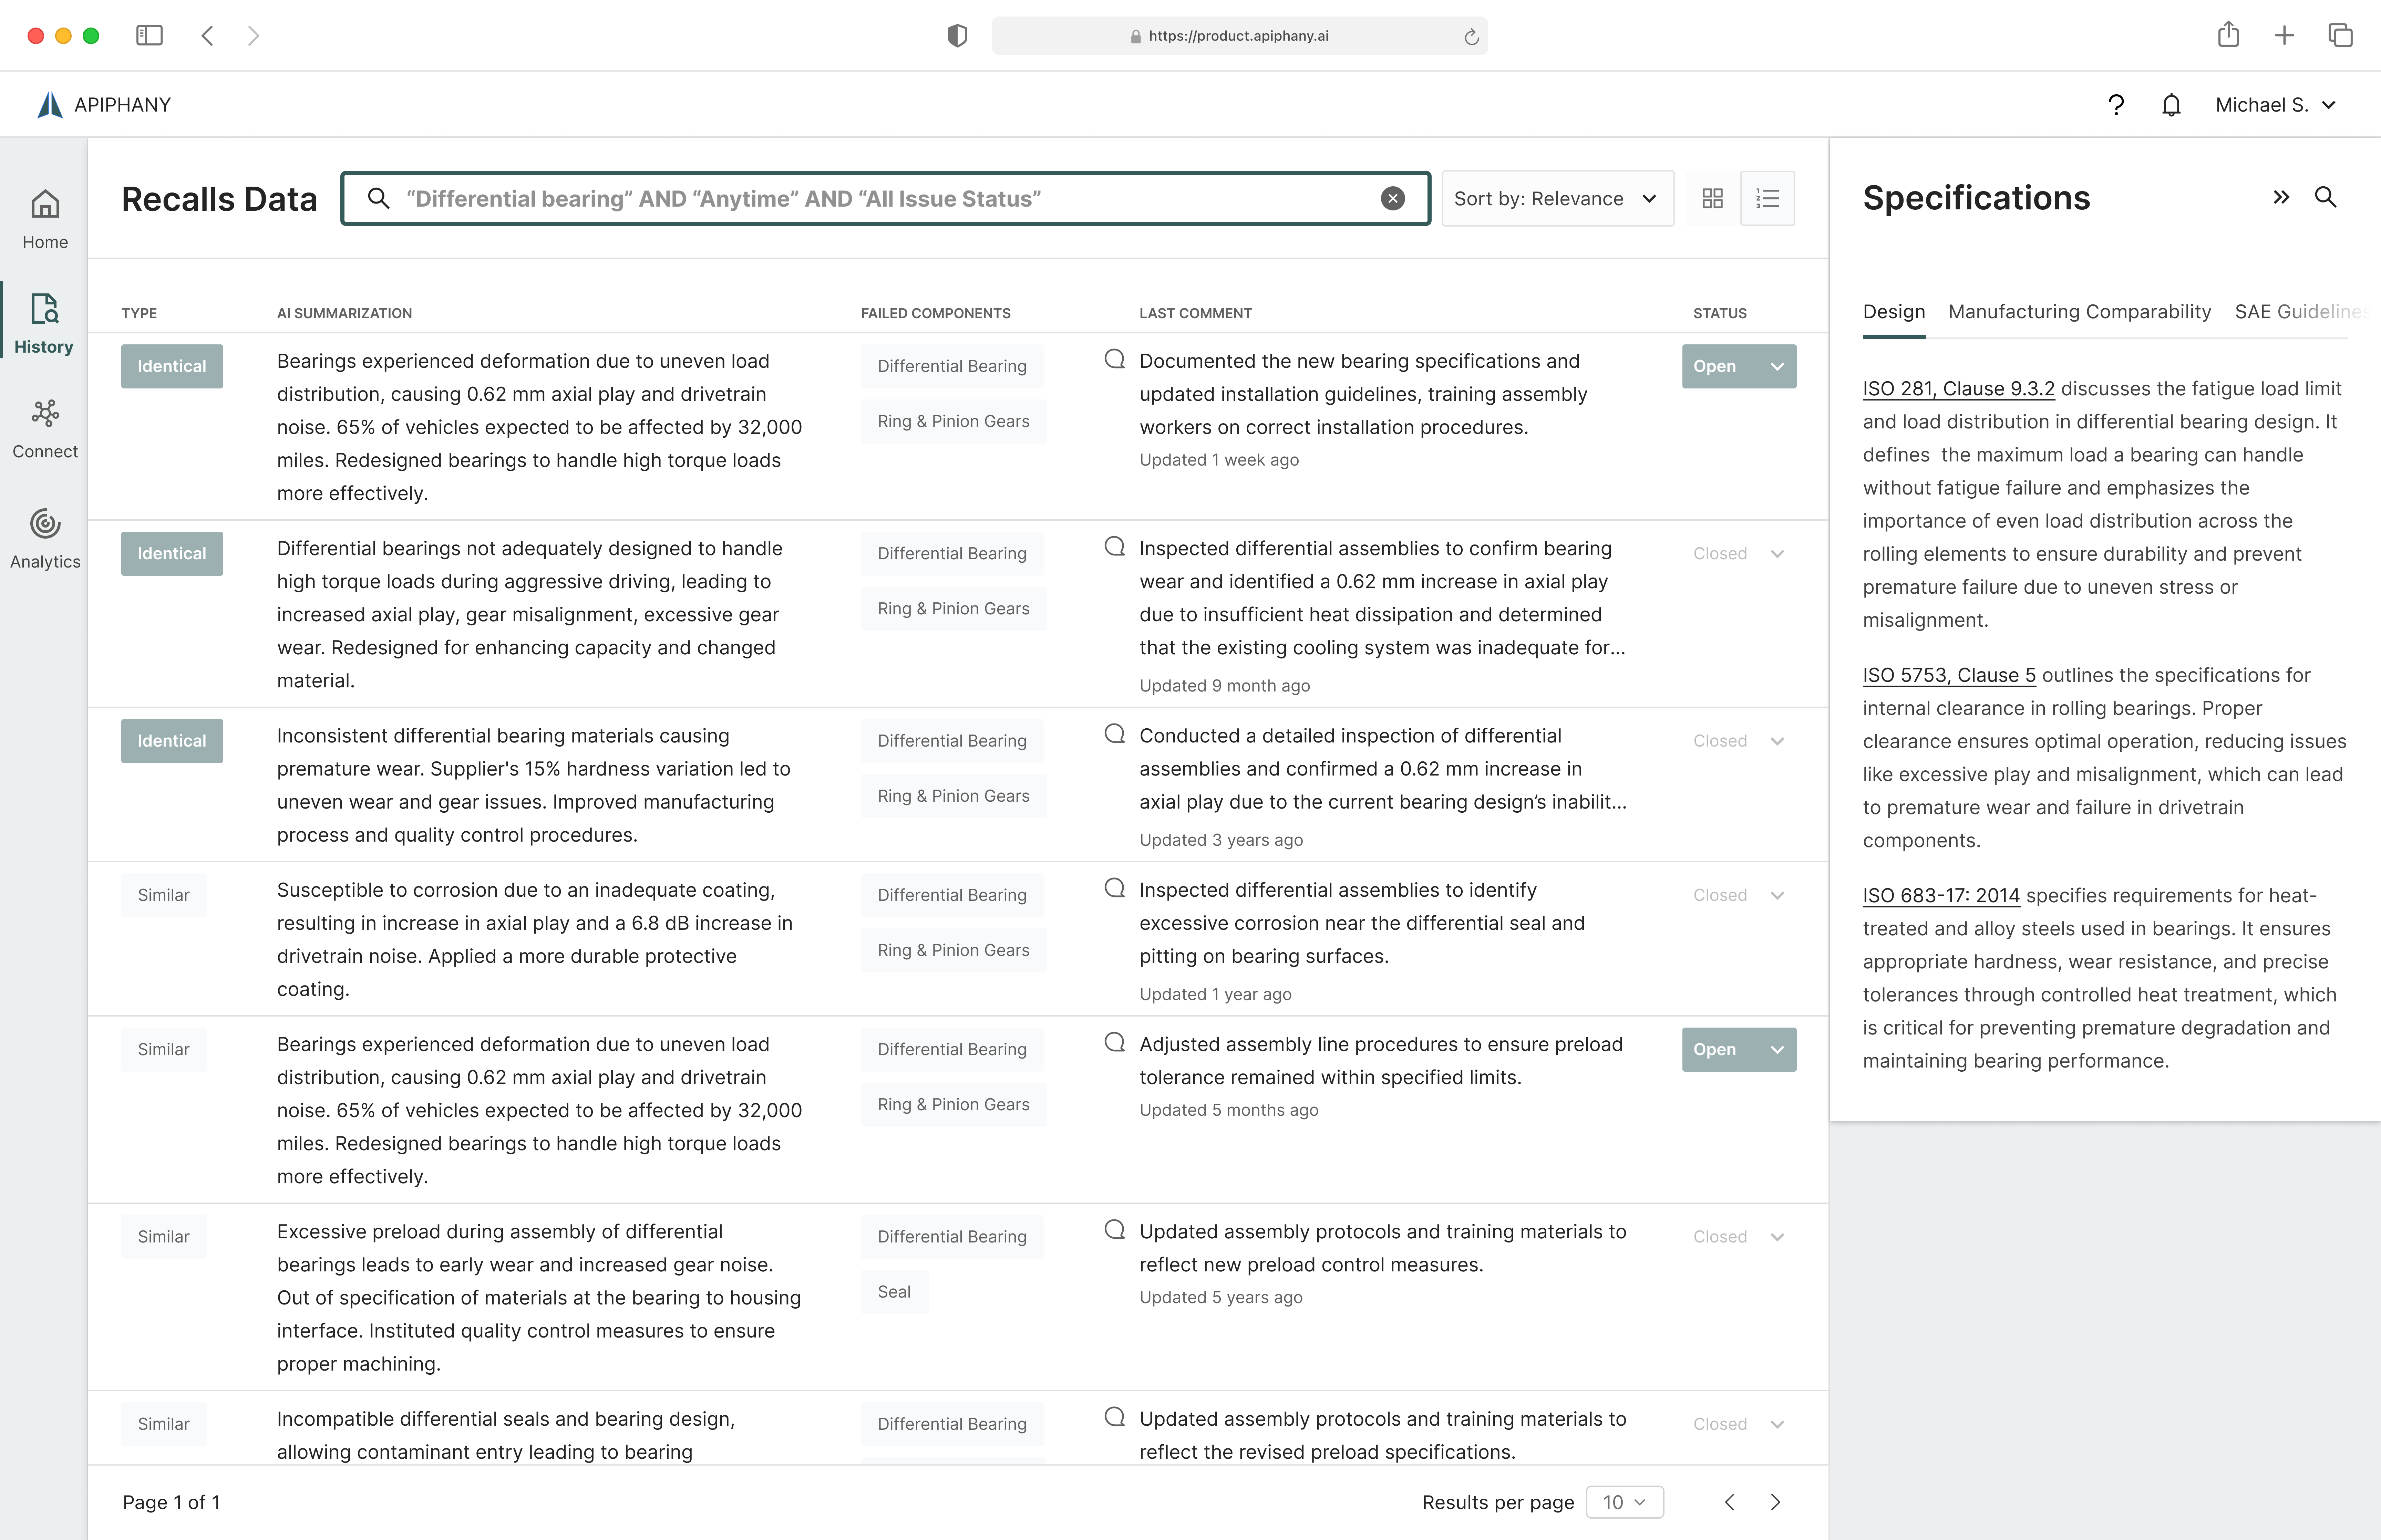 https://product.apiphany.ai
APIPHANY
?
Michael S.
Home
History
Connect
Analytics
Recalls Data
“Differential bearing” AND “Anytime” AND “All Issue Status”
Sort by: Relevance
TYPE
AI SUMMARIZATION
FAILED COMPONENTS
LAST COMMENT
STATUS
Identical
Bearings experienced deformation due to uneven load
distribution, causing 0.62 mm axial play and drivetrain
noise. 65% of vehicles expected to be affected by 32,000
miles. Redesigned bearings to handle high torque loads
more effectively.
Differential Bearing
Ring & Pinion Gears
Documented the new bearing specifications and
updated installation guidelines, training assembly
workers on correct installation procedures.
Updated 1 week ago
Open
Identical
Differential bearings not adequately designed to handle
high torque loads during aggressive driving, leading to
increased axial play, gear misalignment, excessive gear
wear. Redesigned for enhancing capacity and changed
material.
Differential Bearing
Ring & Pinion Gears
Inspected differential assemblies to confirm bearing
wear and identified a 0.62 mm increase in axial play
due to insufficient heat dissipation and determined
that the existing cooling system was inadequate for...
Updated 9 month ago
Closed
Identical
Inconsistent differential bearing materials causing
premature wear. Supplier's 15% hardness variation led to
uneven wear and gear issues. Improved manufacturing
process and quality control procedures.
Differential Bearing
Ring & Pinion Gears
Conducted a detailed inspection of differential
assemblies and confirmed a 0.62 mm increase in
axial play due to the current bearing design’s inabilit...
Updated 3 years ago
Closed
Similar
Susceptible to corrosion due to an inadequate coating,
resulting in increase in axial play and a 6.8 dB increase in
drivetrain noise. Applied a more durable protective
coating.
Differential Bearing
Ring & Pinion Gears
Inspected differential assemblies to identify
excessive corrosion near the differential seal and
pitting on bearing surfaces.
Updated 1 year ago
Closed
Similar
Bearings experienced deformation due to uneven load
distribution, causing 0.62 mm axial play and drivetrain
noise. 65% of vehicles expected to be affected by 32,000
miles. Redesigned bearings to handle high torque loads
more effectively.
Differential Bearing
Ring & Pinion Gears
Adjusted assembly line procedures to ensure preload
tolerance remained within specified limits.
Updated 5 months ago
Open
Similar
Excessive preload during assembly of differential
bearings leads to early wear and increased gear noise.
Out of specification of materials at the bearing to housing
interface. Instituted quality control measures to ensure
proper machining.
Differential Bearing
Seal
Updated assembly protocols and training materials to
reflect new preload control measures.
Updated 5 years ago
Closed
Similar
Incompatible differential seals and bearing design,
allowing contaminant entry leading to bearing
Differential Bearing
Updated assembly protocols and training materials to
reflect the revised preload specifications.
Closed
Page 1 of 1
Results per page
10
Specifications
Design
Manufacturing Comparability
SAE Guidelines
ISO 281, Clause 9.3.2 discusses the fatigue load limit
and load distribution in differential bearing design. It
defines  the maximum load a bearing can handle
without fatigue failure and emphasizes the
importance of even load distribution across the
rolling elements to ensure durability and prevent
premature failure due to uneven stress or
misalignment.
ISO 5753, Clause 5 outlines the specifications for
internal clearance in rolling bearings. Proper
clearance ensures optimal operation, reducing issues
like excessive play and misalignment, which can lead
to premature wear and failure in drivetrain
components.
ISO 683-17: 2014 specifies requirements for heat-
treated and alloy steels used in bearings. It ensures
appropriate hardness, wear resistance, and precise
tolerances through controlled heat treatment, which
is critical for preventing premature degradation and
maintaining bearing performance.